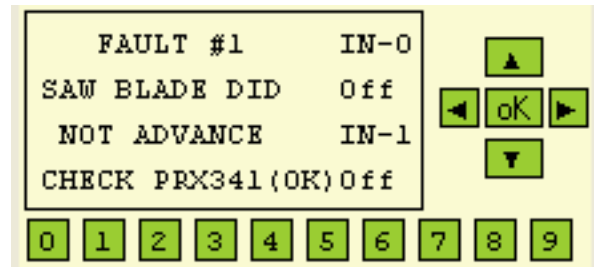 FAULT #1 IN-0
SAW BLADE DID Off
NOT ADVANCE IN-1
CHECK PRX341(OK)Off
oK
0 1 2 3 4 5 6 7 8 9